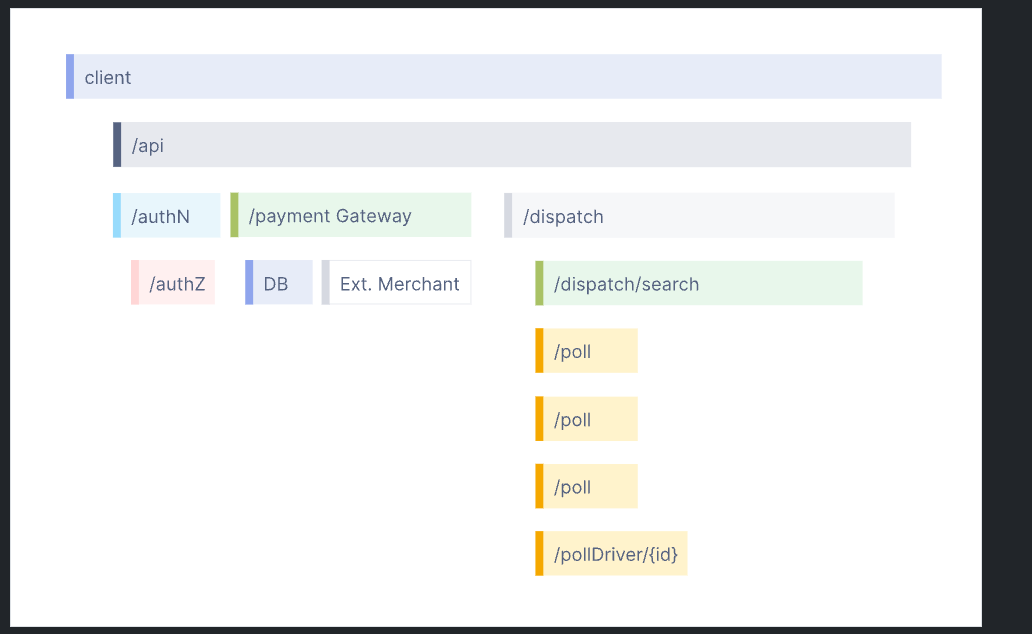 client
/api
/authN
/payment Gateway
/dispatch
/authZ
DB
Ext. Merchant
/dispatch/search
/poll
/poll
/poll
/pollDriver/{id}